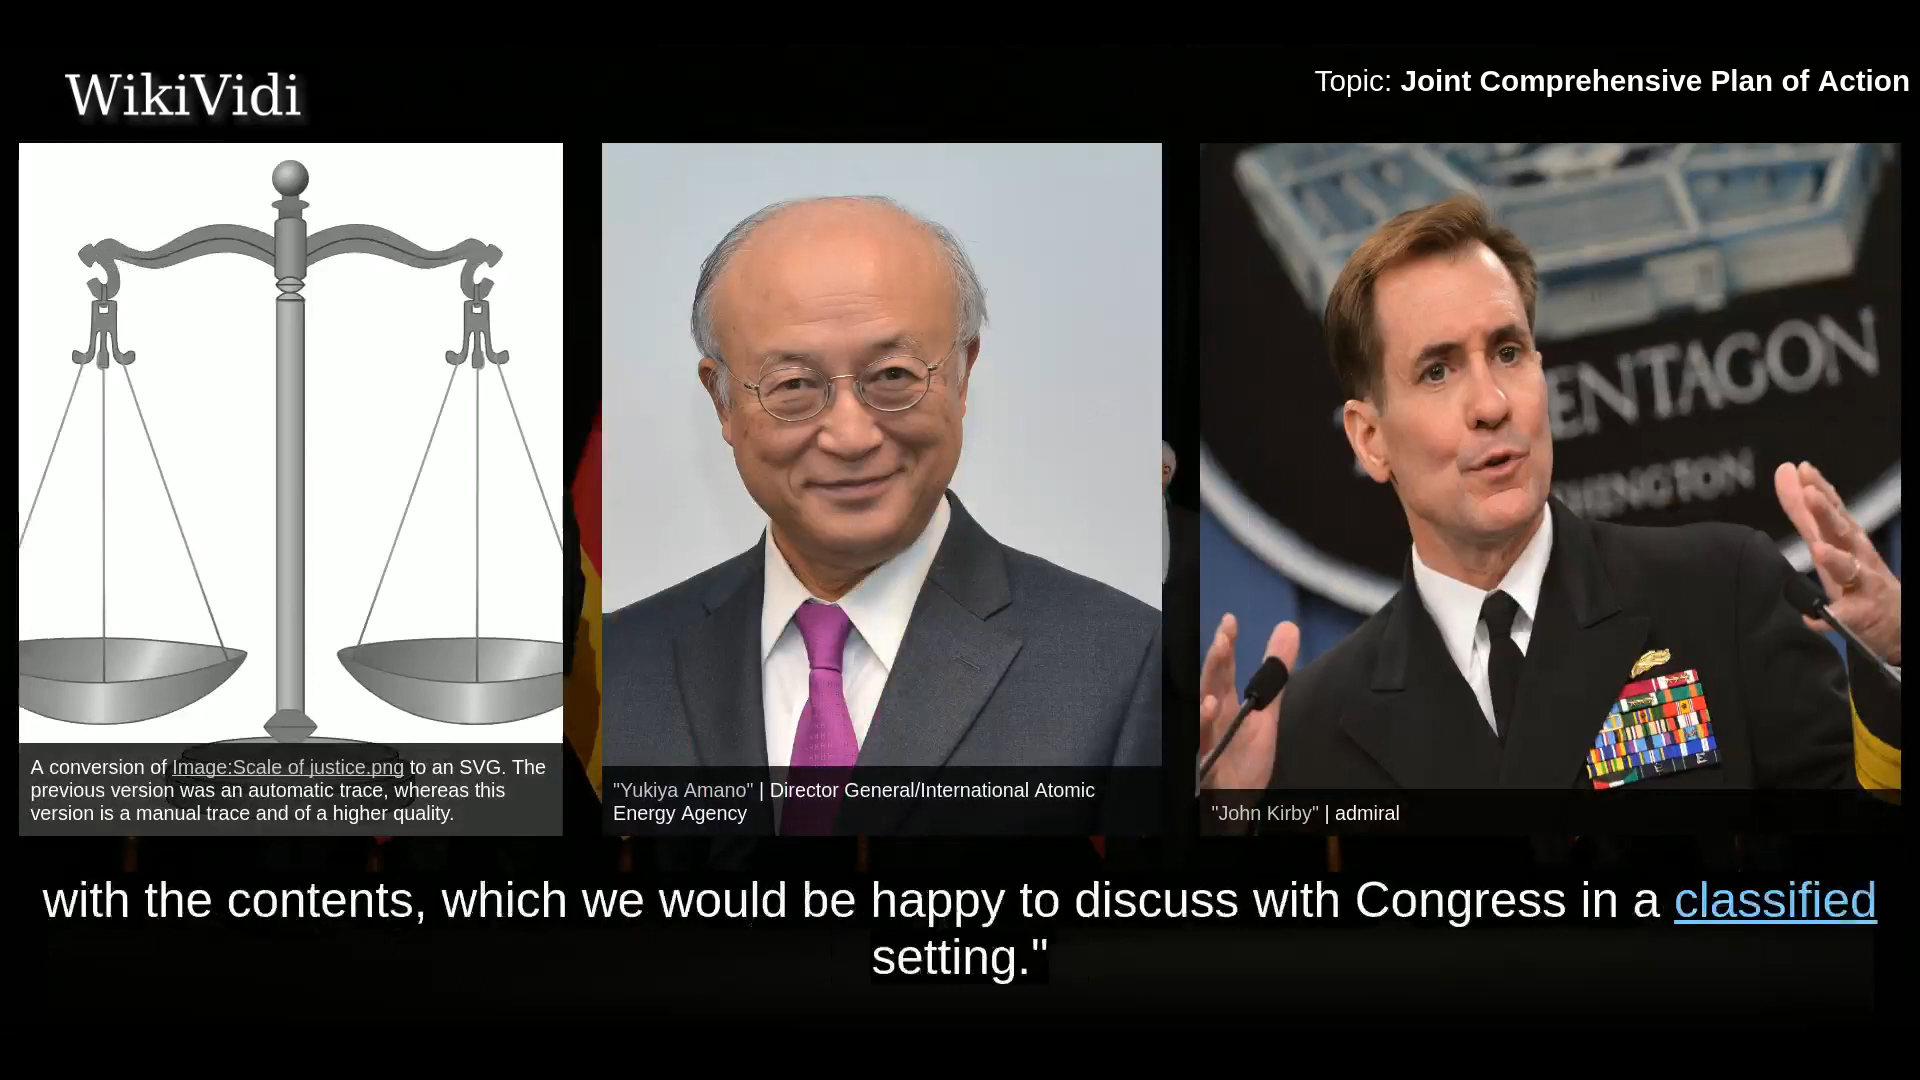 WikiVidi
Topic: Joint Comprehensive Plan of Action
ENTAGON
HINGTON
A conversion of Image:Scale of justice.png to an SVG. The
previous version was an automatic trace, whereas this
version is a manual trace and of a higher quality.
"Yukiya Amano" | Director General/International Atomic
Energy Agency
"John Kirby" | admiral
with the contents, which we would be happy to discuss with Congress in a classified
setting."